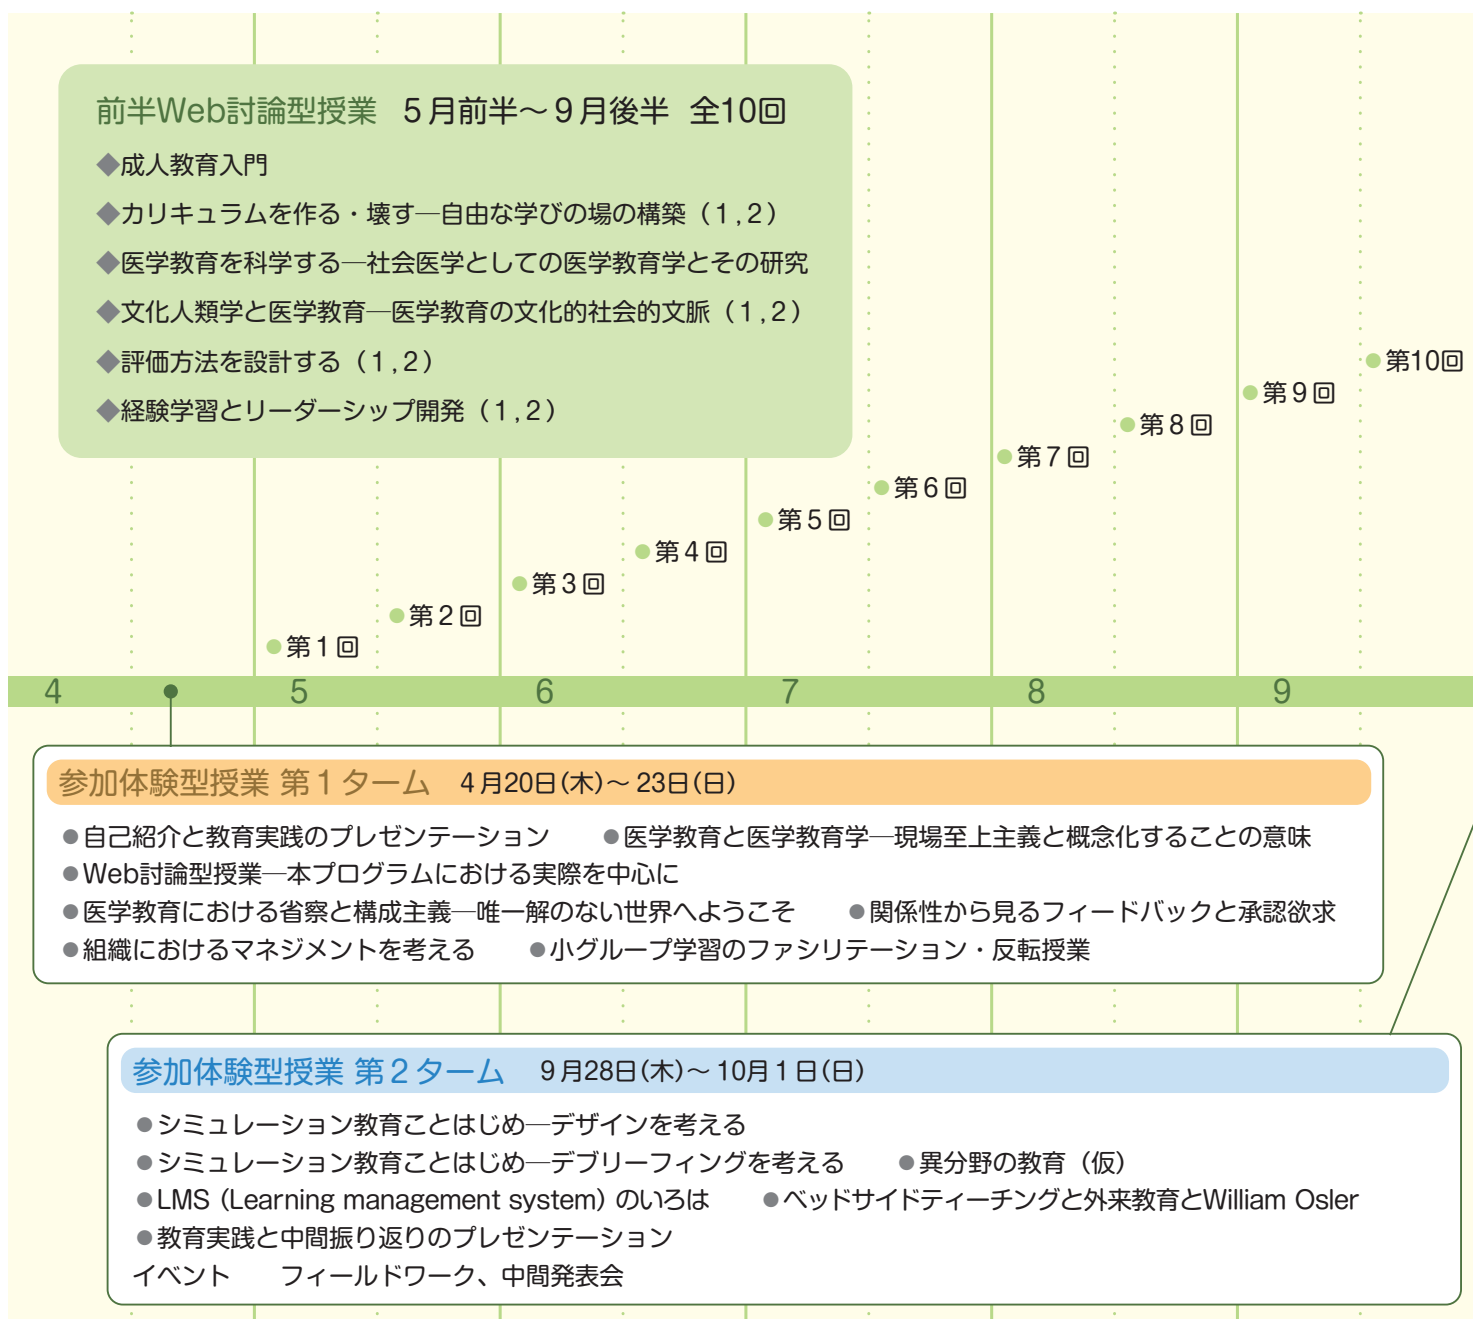 前半Web討論型授業 5月前半～9月後半 全10回
◆成人教育入門
◆カリキュラムを作る・壊す―自由な学びの場の構築（1,2）
◆医学教育を科学する―社会医学としての医学教育学とその研究
◆文化人類学と医学教育―医学教育の文化的社会的文脈（1,2）
◆評価方法を設計する（1,2）
◆経験学習とリーダーシップ開発（1,2）
●第10回
●第9回
●第8回
●第7回
●第6回
●第5回
●第4回
●第3回
●第2回
●第1回
4 5 6 7 8 9
参加体験型授業 第1ターム 4月20日(木)～23日(日)
●自己紹介と教育実践のプレゼンテーション ●医学教育と医学教育学―現場至上主義と概念化することの意味
●Web討論型授業―本プログラムにおける実際を中心に
●医学教育における省察と構成主義―唯一解のない世界へようこそ ●関係性から見るフィードバックと承認欲求
●組織におけるマネジメントを考える ●小グループ学習のファシリテーション・反転授業
参加体験型授業 第2ターム 9月28日(木)～10月1日(日)
●シミュレーション教育ことはじめ―デザインを考える
●シミュレーション教育ことはじめ―デブリーフィングを考える ●異分野の教育（仮）
●LMS（Learning management system）のいろは ●ベッドサイドティーチングと外来教育とWilliam Osler
●教育実践と中間振り返りのプレゼンテーション
イベント フィールドワーク、中間発表会